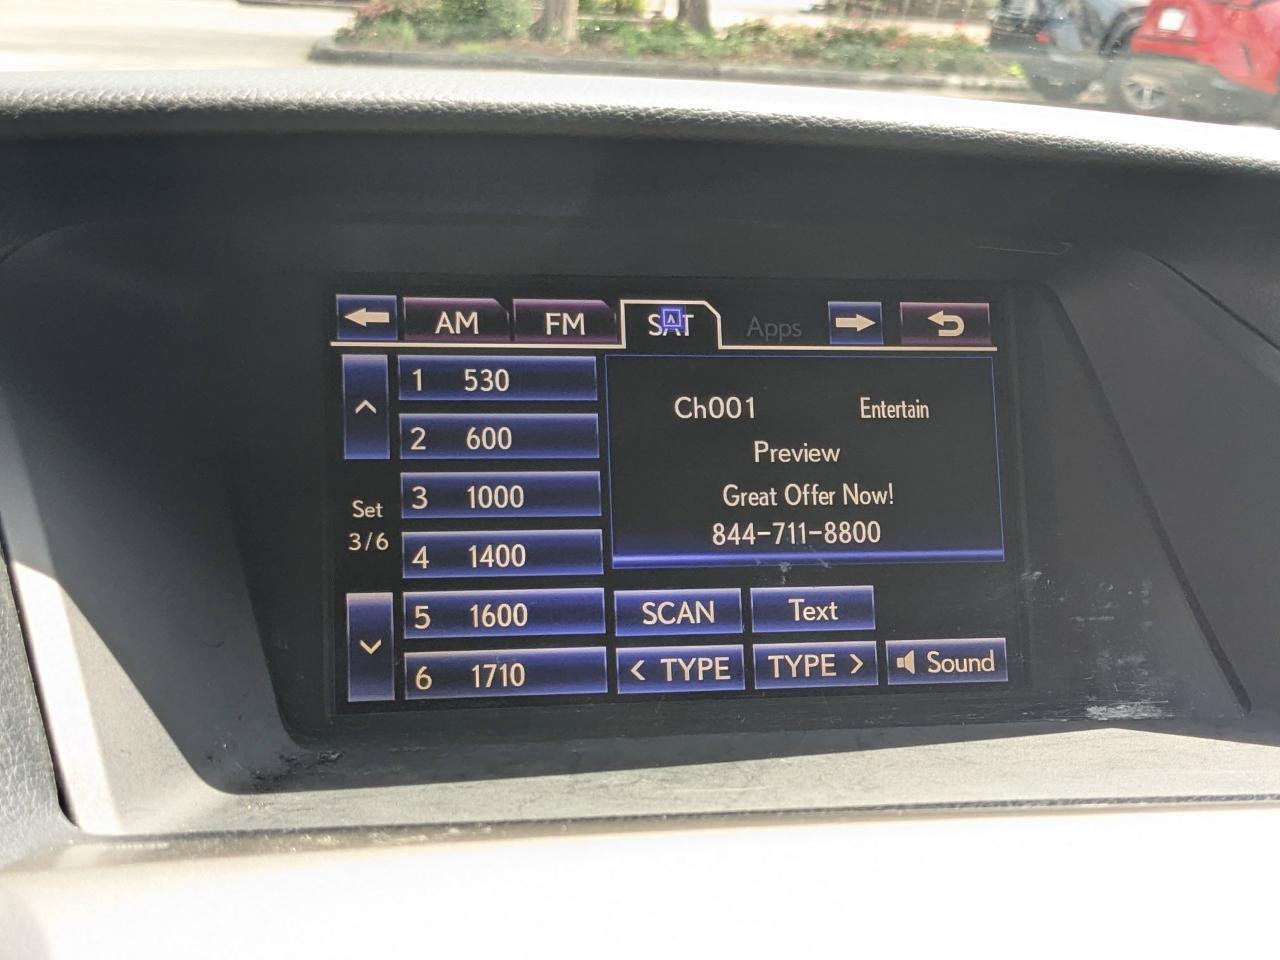 AM FM SAT Apps
1 530
2 600
3 1000
4 1400
5 1600
6 1710
Set
3/6
Ch001 Entertain
Preview
Great Offer Now!
844-711-8800
SCAN Text
< TYPE TYPE > Sound